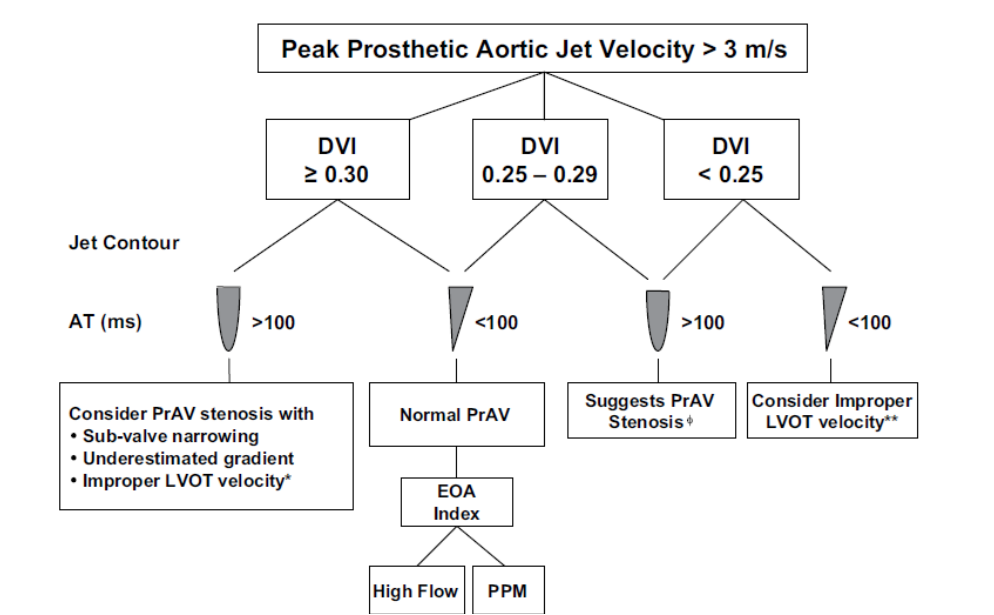 Peak Prosthetic Aortic Jet Velocity > 3 m/s
DVI
≥ 0.30
DVI
0.25 – 0.29
DVI
< 0.25
Jet Contour
AT (ms)
>100
<100
>100
<100
Consider PrAV stenosis with
• Sub-valve narrowing
• Underestimated gradient
• Improper LVOT velocity*
Normal PrAV
Suggests PrAV
Stenosisᶲ
Consider Improper
LVOT velocity**
EOA
Index
High Flow
PPM